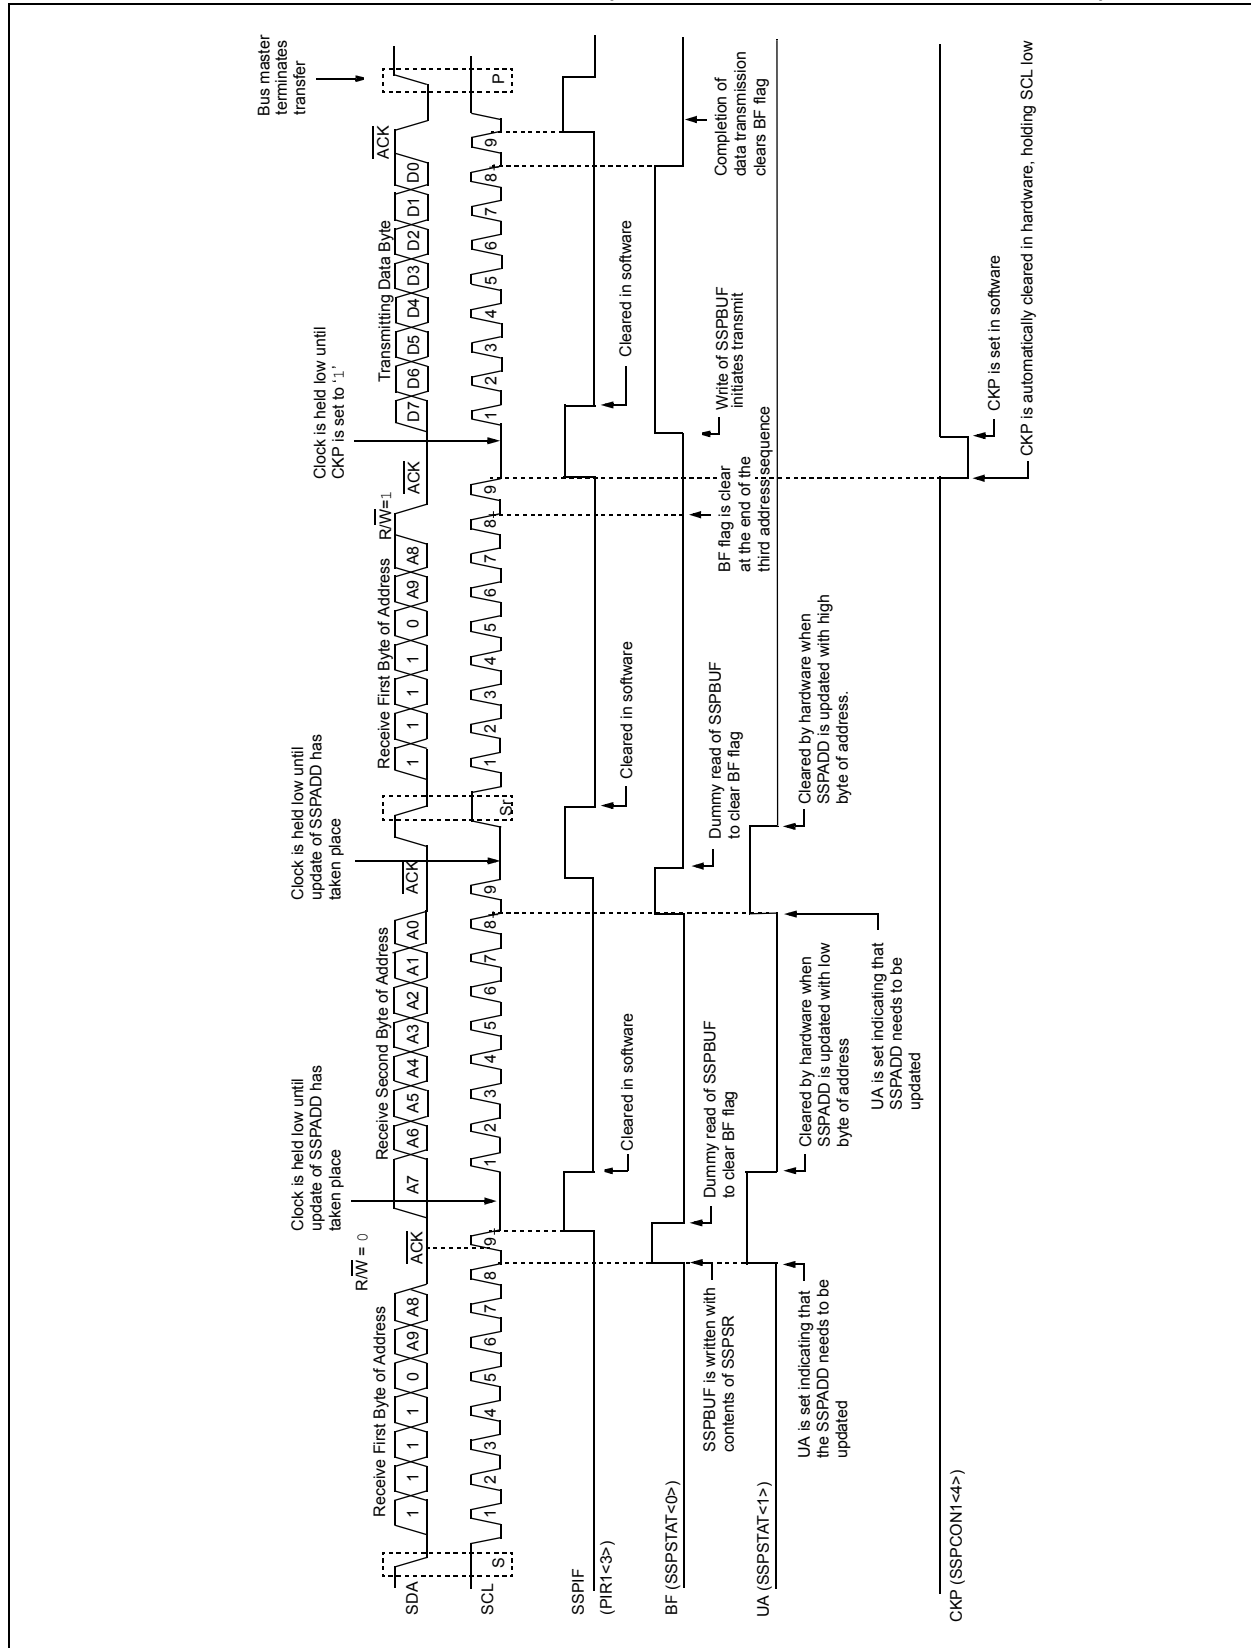 Bus master
terminates
transfer
Clock is held low until
CKP is set to ‘1’
Clock is held low until
update of SSPADD has
taken place
Clock is held low until
update of SSPADD has
taken place
R/W = 0
R/W=1
Receive First Byte of Address
Receive Second Byte of Address
Receive First Byte of Address
Transmitting Data Byte
ACK
ACK
ACK
ACK
SDA
1 1 1 1 0 A9 A8
A7 A6 A5 A4 A3 A2 A1 A0
1 1 1 1 0 A9 A8
D7 D6 D5 D4 D3 D2 D1 D0
SCL
S
1 2 3 4 5 6 7 8 9
1 2 3 4 5 6 7 8 9
Sr
1 2 3 4 5 6 7 8 9
1 2 3 4 5 6 7 8 9
P
SSPIF
(PIR1<3>)
Cleared in software
Cleared in software
Cleared in software
BF (SSPSTAT<0>)
SSPBUF is written with
contents of SSPSR
Dummy read of SSPBUF
to clear BF flag
Dummy read of SSPBUF
to clear BF flag
BF flag is clear
at the end of the
third address sequence
Write of SSPBUF
initiates transmit
Completion of
data transmission
clears BF flag
UA (SSPSTAT<1>)
UA is set indicating that
the SSPADD needs to be
updated
Cleared by hardware when
SSPADD is updated with low
byte of address
UA is set indicating that
SSPADD needs to be
updated
Cleared by hardware when
SSPADD is updated with high
byte of address.
CKP (SSPCON1<4>)
CKP is set in software
CKP is automatically cleared in hardware, holding SCL low